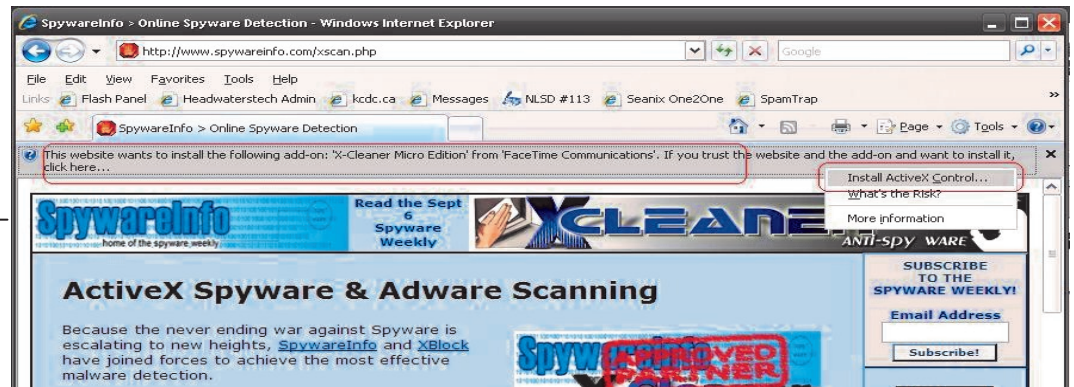 SpywareInfo > Online Spyware Detection - Windows Internet Explorer
http://www.spywareinfo.com/xscan.php
Google
File Edit View Favorites Tools Help
Links Flash Panel Headwaterstech Admin kcdc.ca Messages NLSD #113 Seanix One2One SpamTrap »
SpywareInfo > Online Spyware Detection
Page Tools
This website wants to install the following add-on: 'X-Cleaner Micro Edition' from 'FaceTime Communications'. If you trust the website and the add-on and want to install it,
click here...
Install ActiveX Control...
What's the Risk?
More information
SpywareInfo
home of the spyware weekly
Read the Sept
6
Spyware
Weekly
XCLEANE
ANTI-SPY WARE
SUBSCRIBE
TO THE
SPYWARE WEEKLY!
Email Address
Subscribe!
ActiveX Spyware & Adware Scanning
Because the never ending war against Spyware is
escalating to new heights, SpywareInfo and XBlock
have joined forces to achieve the most effective
malware detection.
APPROVED
PARTNER